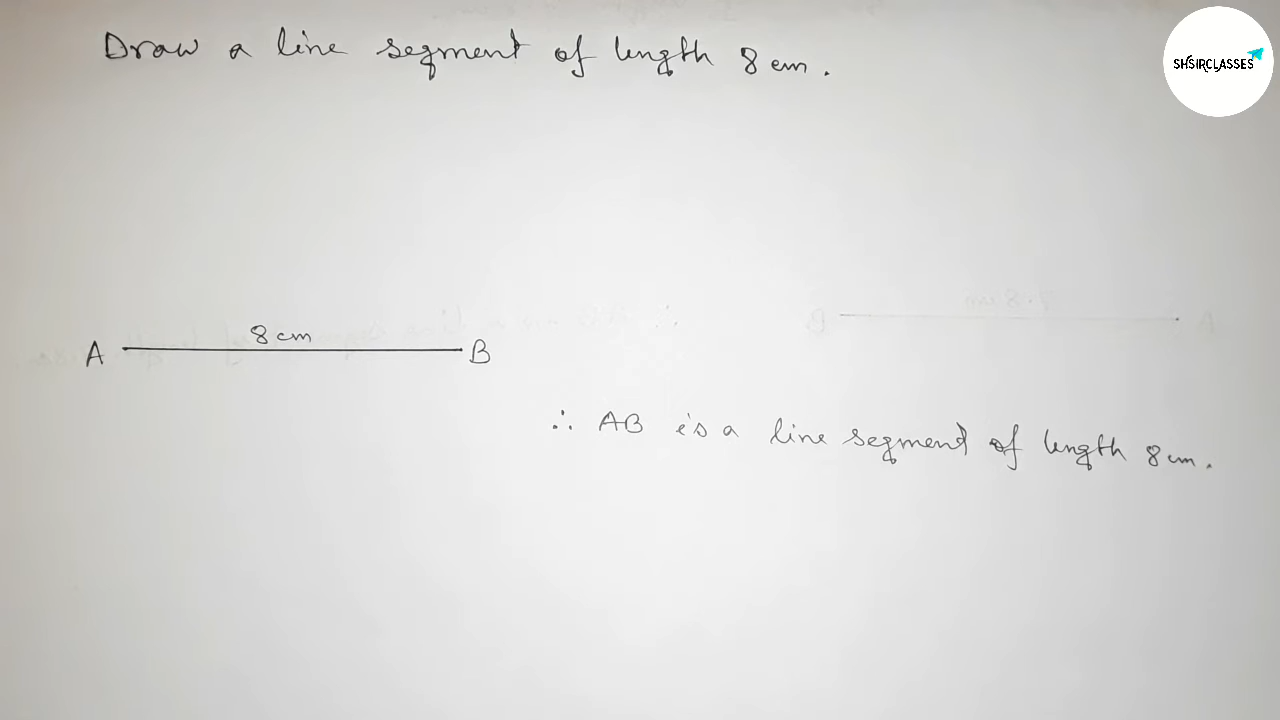 Draw a line segment of length 8 cm.
SHSIRCLASSES
8 cm
A B
∴ AB is a line segment of length 8 cm.